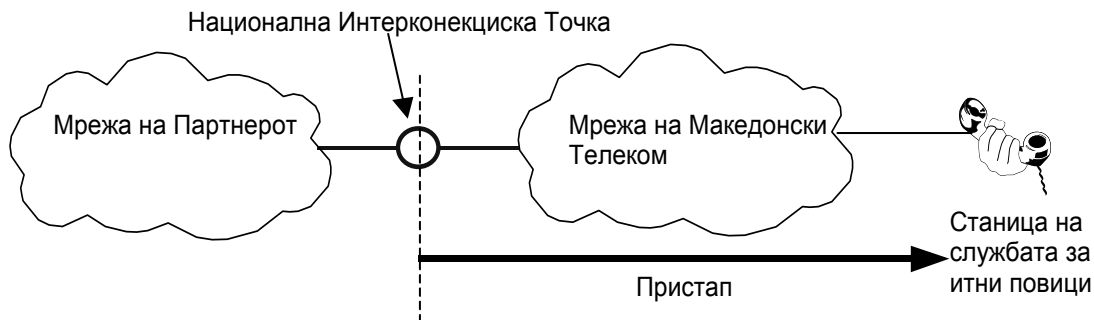 Национална Интерконекциска Точка
Мрежа на Партнерот
Мрежа на Македонски
Телеком
Станица на
службата за
итни повици
Пристап